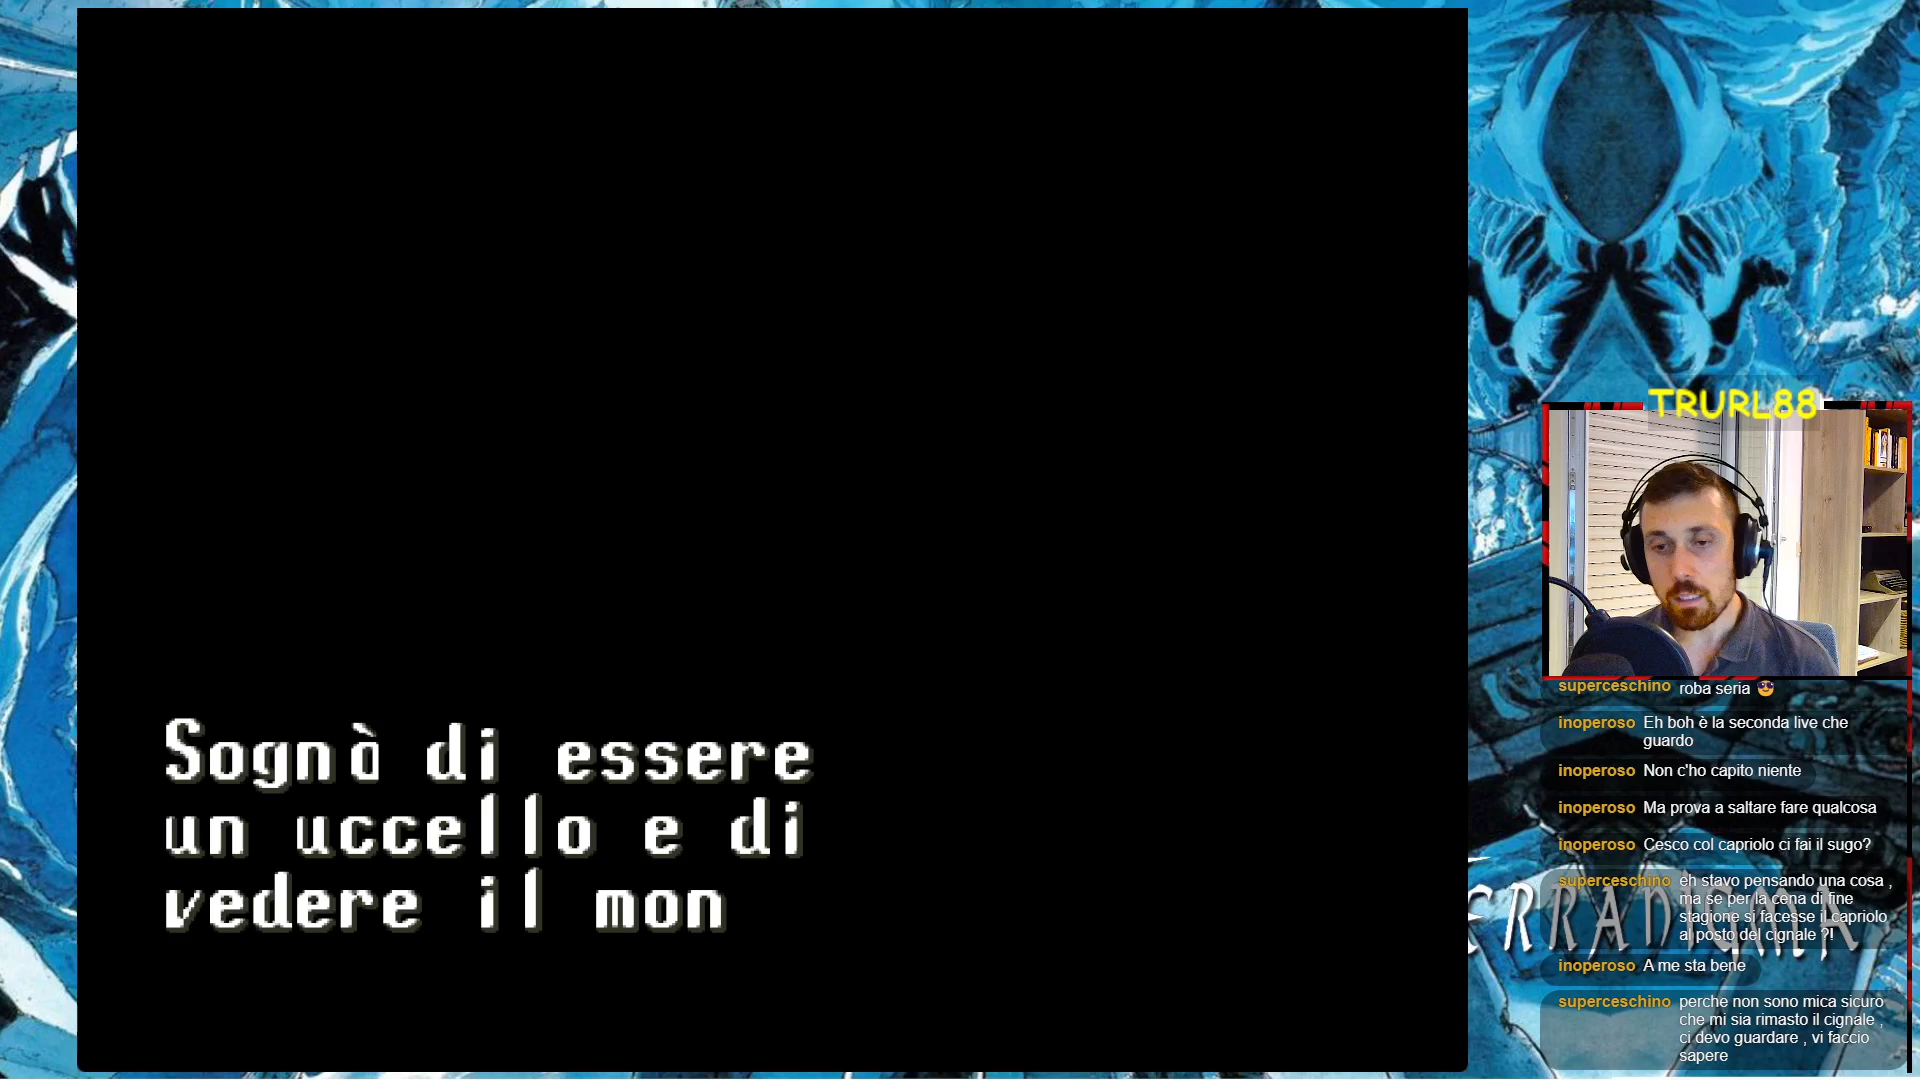 Sognà di essere
un uccello e di
vedere il mon
TRURL88
superceschino roba seria
inoperoso Eh boh è la seconda live che
guardo
inoperoso Non c'ho capito niente
inoperoso Ma prova a saltare fare qualcosa
inoperoso Cesco col capriolo ci fai il sugo?
superceschino eh stavo pensando una cosa ,
ma se per la cena di fine
stagione si facesse il capriolo
al posto del cignale ?!
ERRANIGMA
inoperoso A me sta bene
superceschino perche non sono mica sicuro
che mi sia rimasto il cignale ,
ci devo guardare , vi faccio
sapere